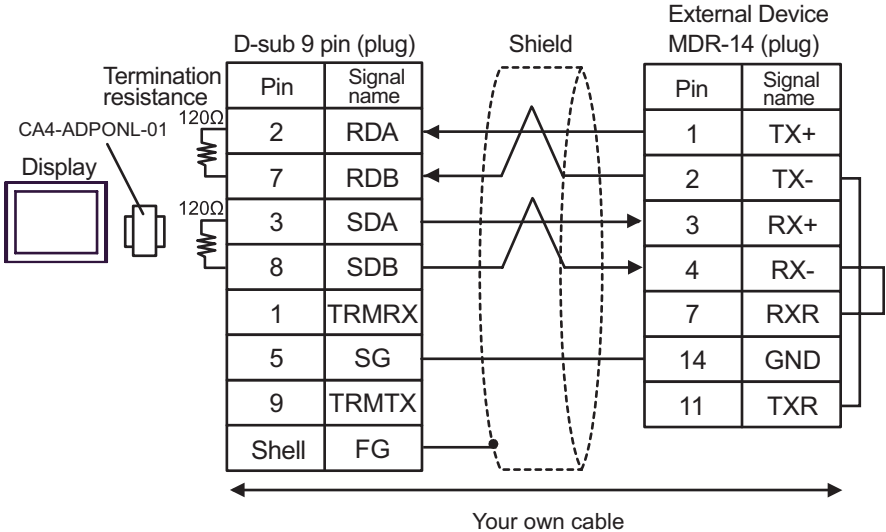 External Device
D-sub 9 pin (plug)
Shield
MDR-14 (plug)
Termination
resistance
Pin
Signal
name
Pin
Signal
name
120Ω
CA4-ADPONL-01
2
RDA
1
TX+
Display
7
RDB
2
TX-
120Ω
3
SDA
3
RX+
8
SDB
4
RX-
1
TRMRX
7
RXR
5
SG
14
GND
9
TRMTX
11
TXR
Shell
FG
Your own cable